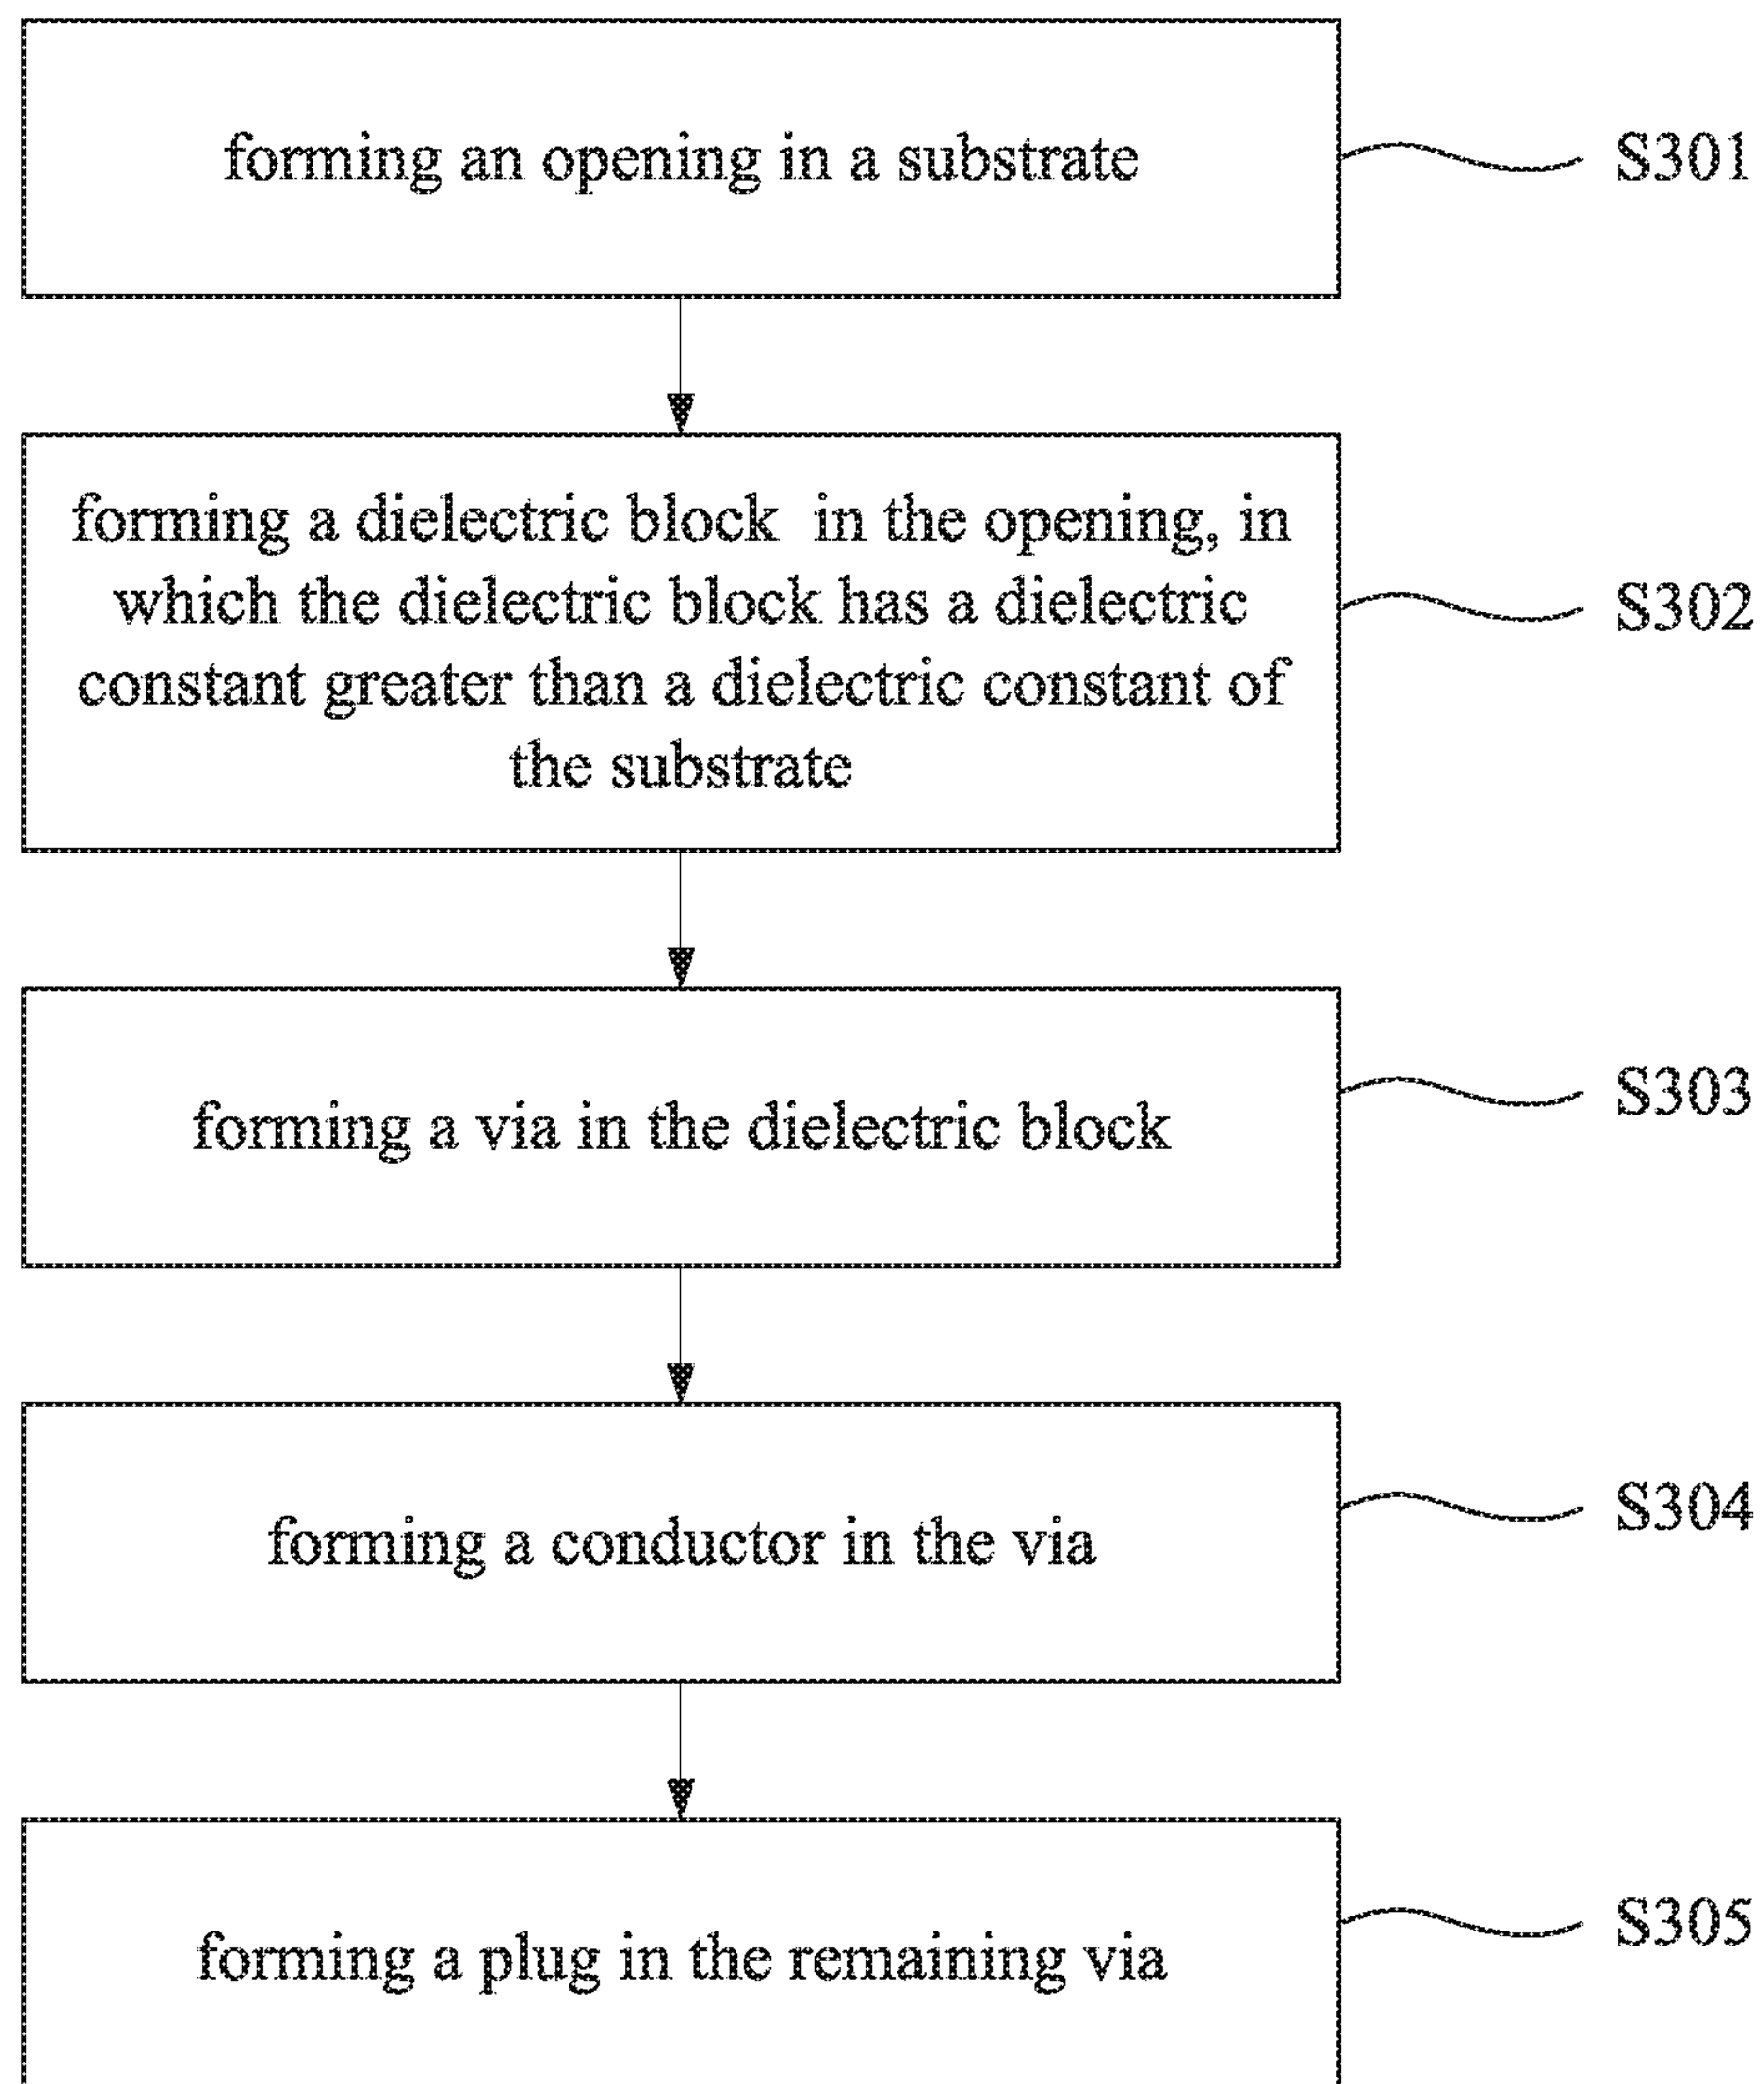 forming an opening in a substrate
S301
forming a dielectric block in the opening, in
which the dielectric block has a dielectric
constant greater than a dielectric constant of
the substrate
S302
forming a via in the dielectric block
S303
forming a conductor in the via
S304
forming a plug in the remaining via
S305